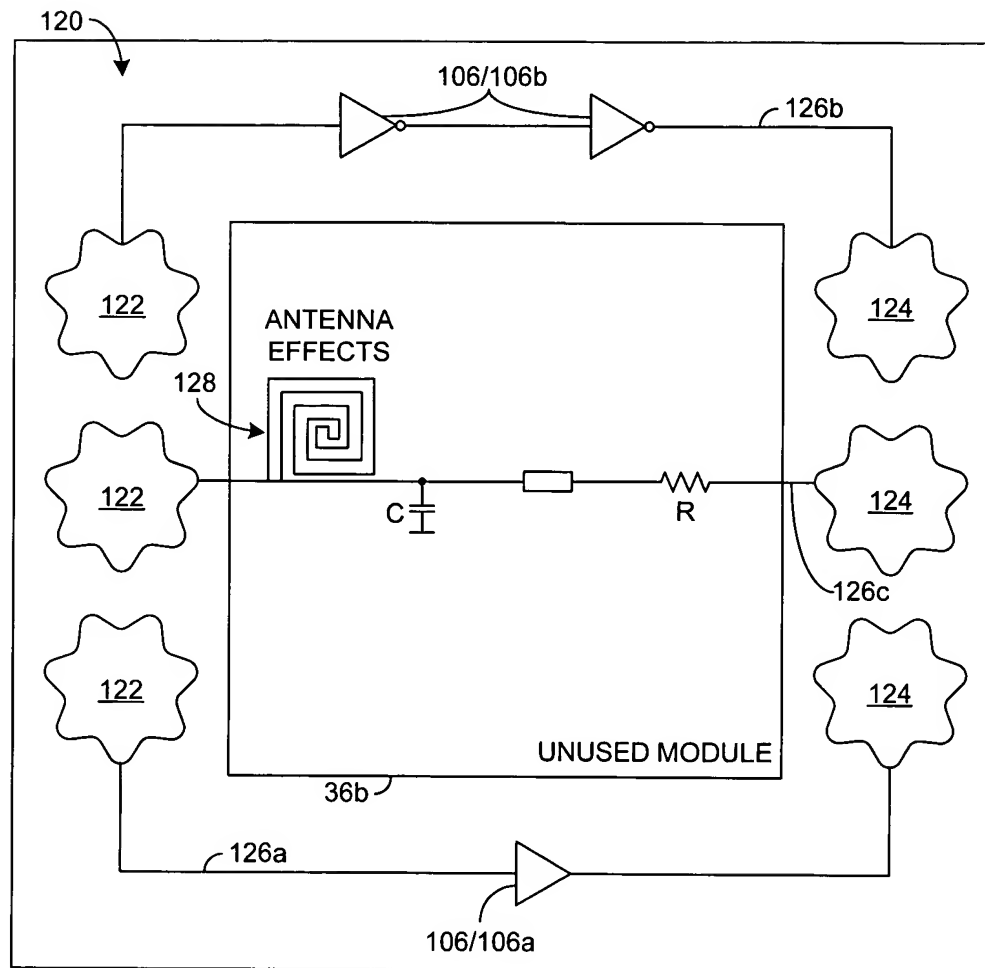 120
106/106b
126b
122
124
ANTENNA
EFFECTS
128
122
C
R
124
126c
122
124
UNUSED MODULE
36b
126a
106/106a